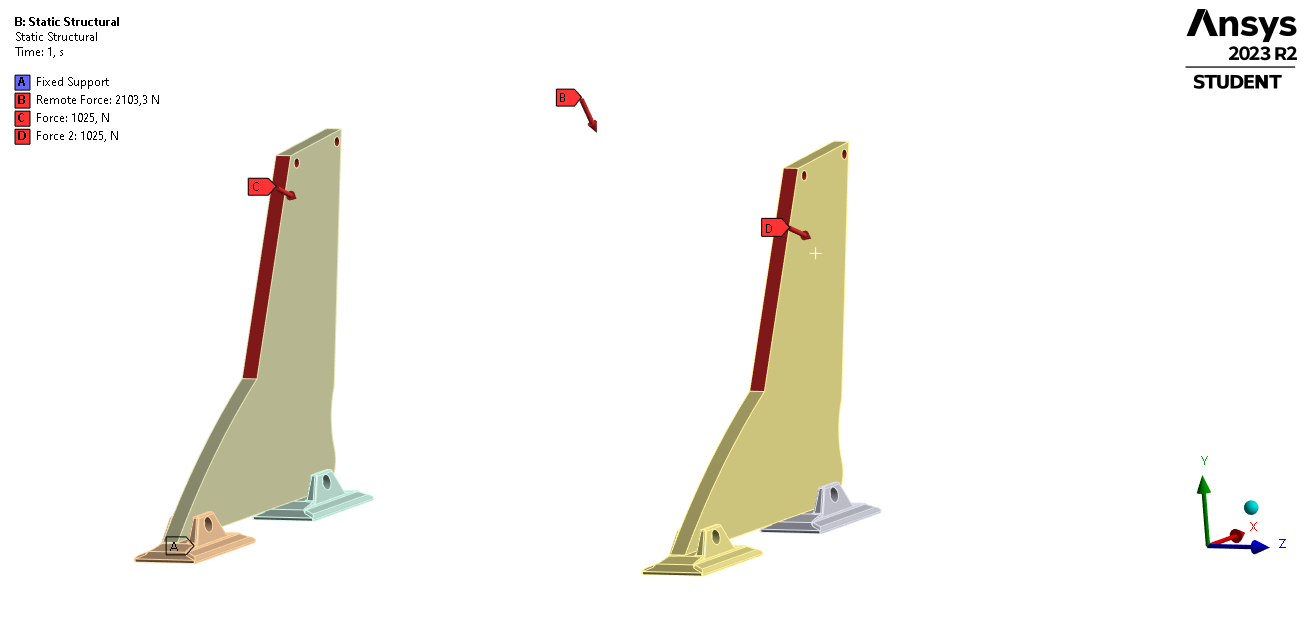 B: Static Structural
Static Structural
Time: 1, s
A Fixed Support
B Remote Force: 2103,3 N
C Force: 1025, N
D Force 2: 1025, N
Ansys
2023 R2
STUDENT
B
C
D
A
Y
X
Z